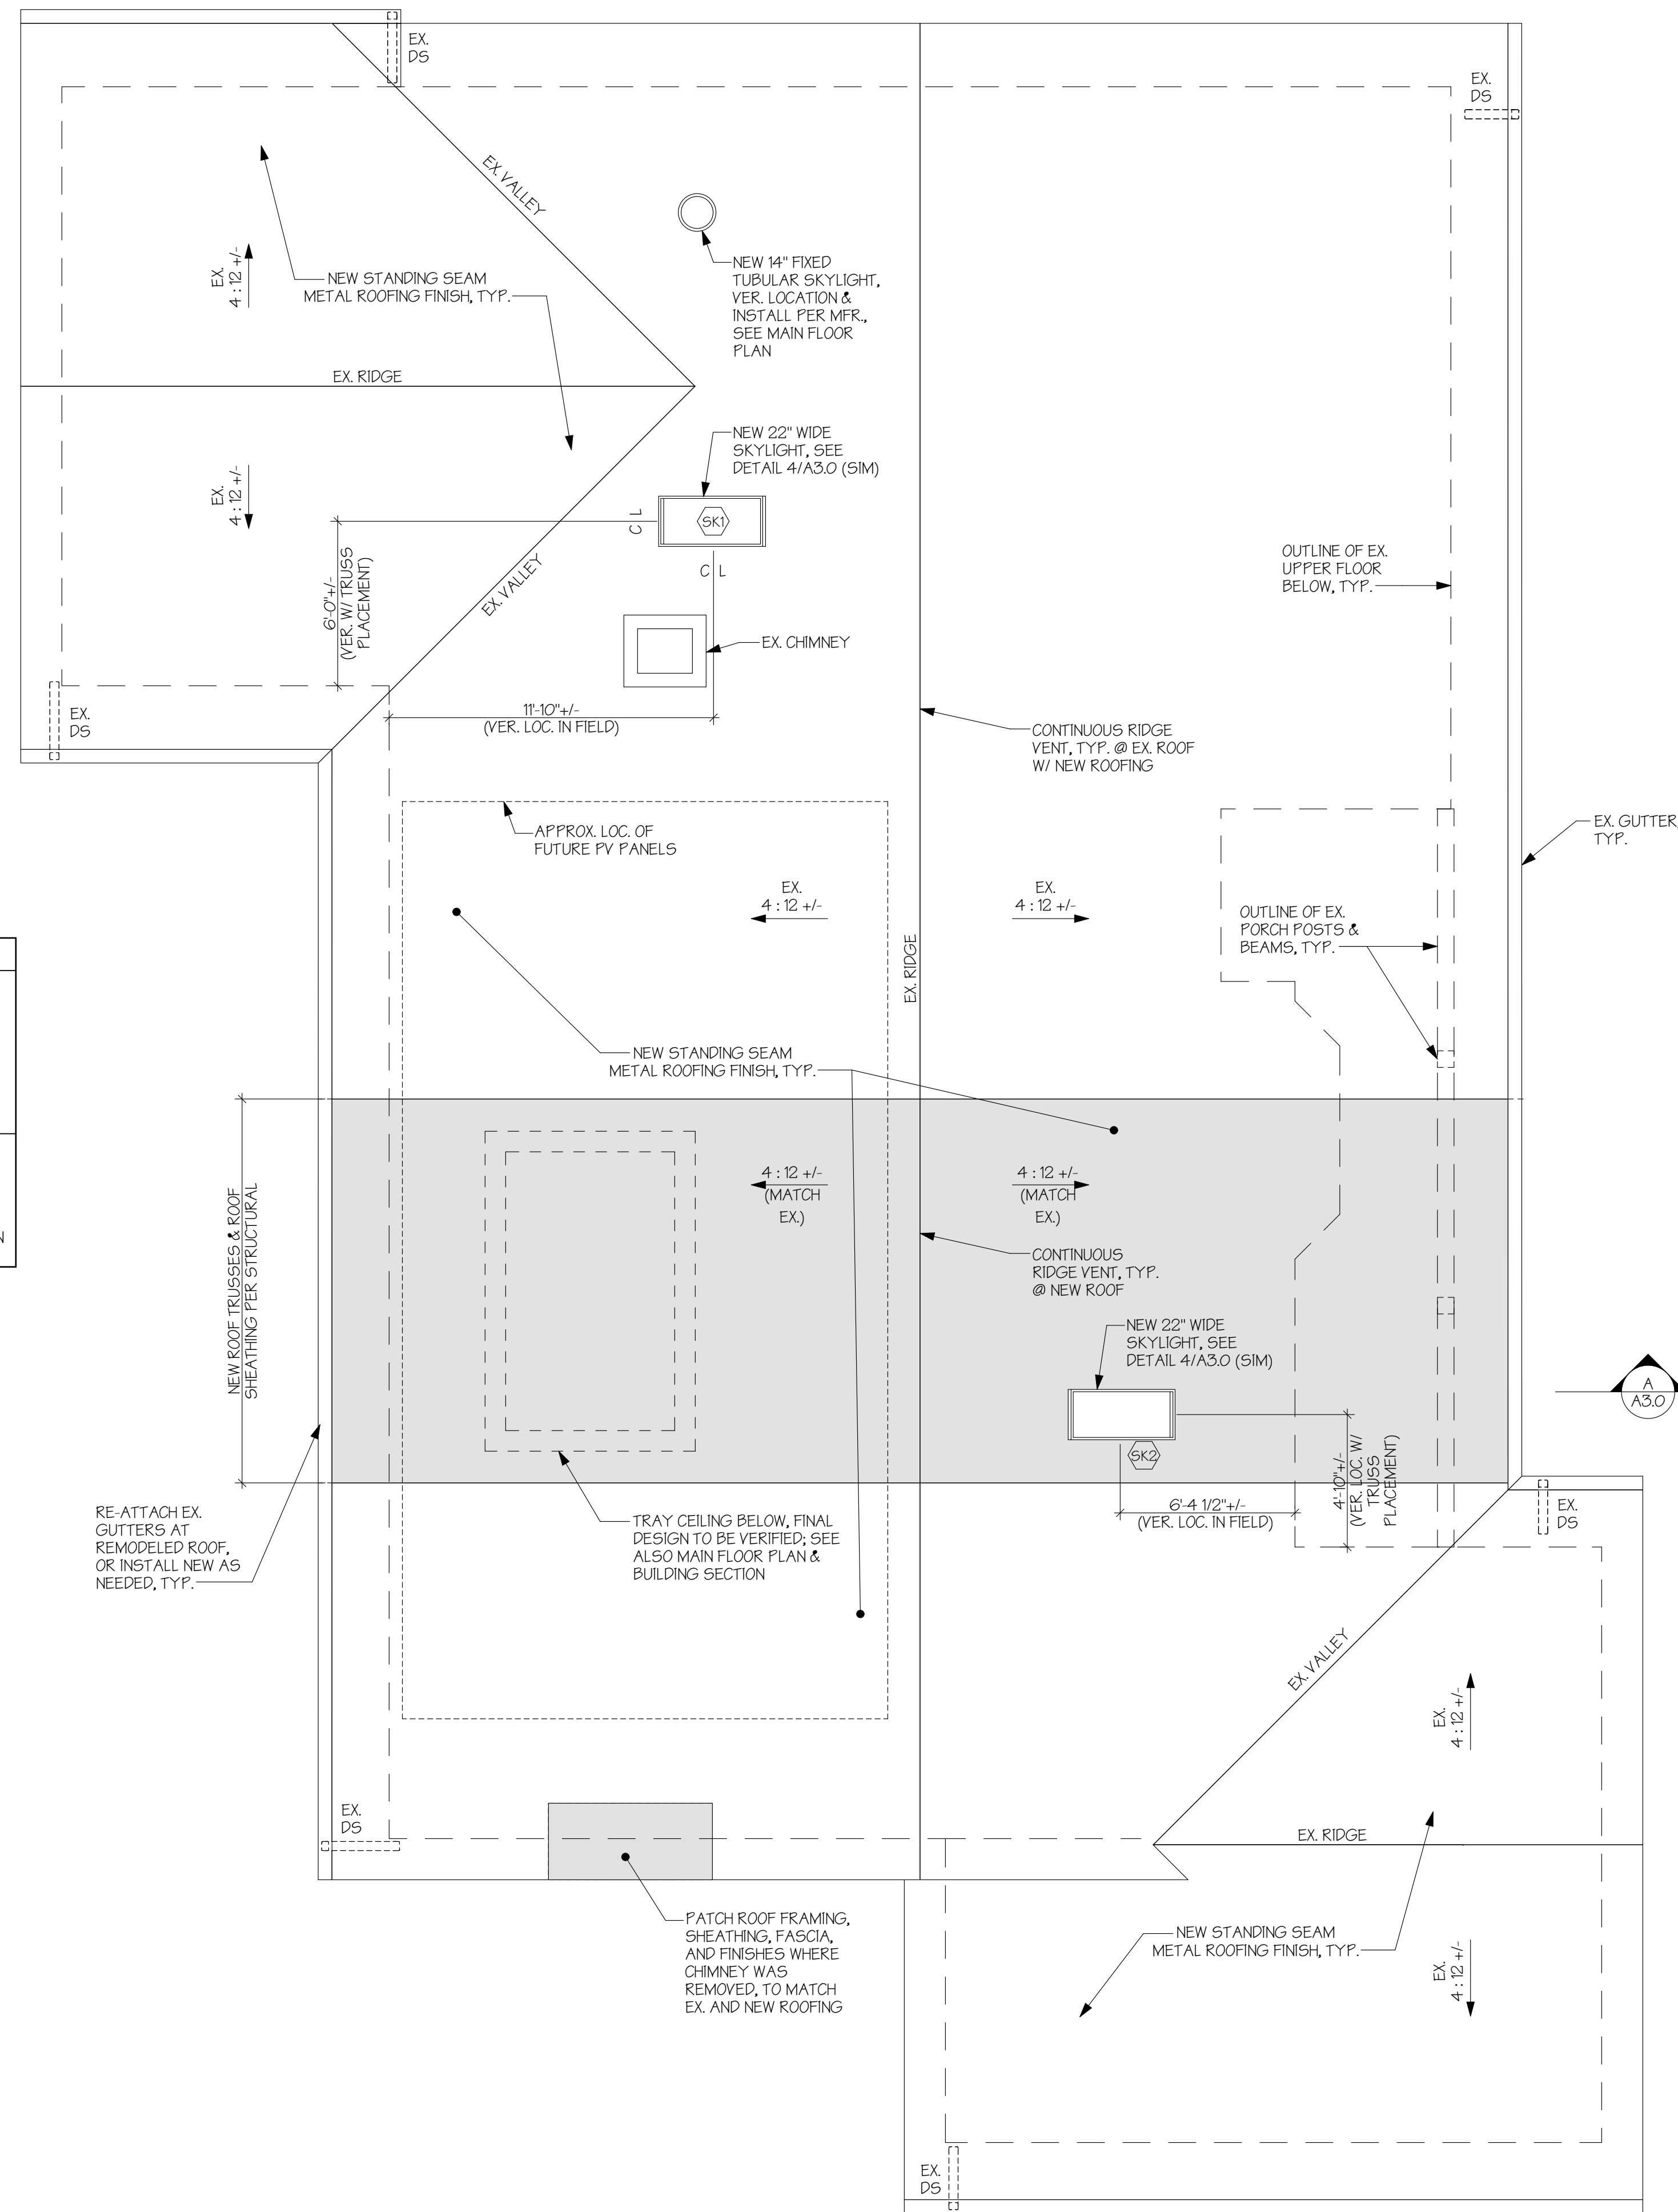 EX.
DS
EX.
DS
EX. VALLEY
EX.
4 : 12 +/-
NEW STANDING SEAM
METAL ROOFING FINISH, TYP.
NEW 14" FIXED
TUBULAR SKYLIGHT,
VER. LOCATION &
INSTALL PER MFR.,
SEE MAIN FLOOR
PLAN
EX. RIDGE
NEW 22" WIDE
SKYLIGHT, SEE
DETAIL 4/A3.0 (SIM)
EX.
4 : 12 +/-
C L
SK1
C L
6'-0"+/-
(VER. W/ TRUSS
PLACEMENT)
EX. VALLEY
OUTLINE OF EX.
UPPER FLOOR
BELOW, TYP.
EX. CHIMNEY
EX.
DS
11'-10"+/-
(VER. LOC. IN FIELD)
CONTINUOUS RIDGE
VENT, TYP. @ EX. ROOF
W/ NEW ROOFING
APPROX. LOC. OF
FUTURE PV PANELS
EX. GUTTER,
TYP.
EX.
4 : 12 +/-
EX.
4 : 12 +/-
OUTLINE OF EX.
PORCH POSTS &
BEAMS, TYP.
EX. RIDGE
NEW STANDING SEAM
METAL ROOFING FINISH, TYP.
4 : 12 +/-
(MATCH
EX.)
4 : 12 +/-
(MATCH
EX.)
NEW ROOF TRUSSES & ROOF
SHEATHING PER STRUCTURAL
CONTINUOUS
RIDGE VENT, TYP.
@ NEW ROOF
NEW 22" WIDE
SKYLIGHT, SEE
DETAIL 4/A3.0 (SIM)
A
A3.0
SK2
4'-10"+/-
(VER. LOC. W/
TRUSS
PLACEMENT)
6'-4 1/2"+/-
(VER. LOC. IN FIELD)
EX.
DS
RE-ATTACH EX.
GUTTERS AT
REMODELED ROOF,
OR INSTALL NEW AS
NEEDED, TYP.
TRAY CEILING BELOW, FINAL
DESIGN TO BE VERIFIED; SEE
ALSO MAIN FLOOR PLAN &
BUILDING SECTION
EX. VALLEY
EX.
4 : 12 +/-
EX.
DS
EX. RIDGE
PATCH ROOF FRAMING,
SHEATHING, FASCIA,
AND FINISHES WHERE
CHIMNEY WAS
REMOVED, TO MATCH
EX. AND NEW ROOFING
NEW STANDING SEAM
METAL ROOFING FINISH, TYP.
EX.
4 : 12 +/-
EX.
DS